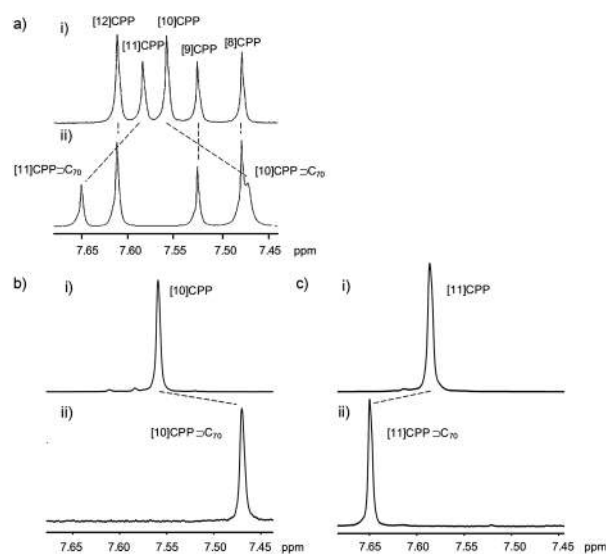 a)
i)
[12]CPP
[11]CPP
[10]CPP
[9]CPP
[8]CPP
ii)
[11]CPP⊃C₇₀
[10]CPP⊃C₇₀
7.65 7.60 7.55 7.50 7.45 ppm
b)
i)
[10]CPP
ii)
[10]CPP⊃C₇₀
7.65 7.60 7.55 7.50 7.45 ppm
c)
i)
[11]CPP
ii)
[11]CPP⊃C₇₀
7.65 7.60 7.55 7.50 7.45 ppm